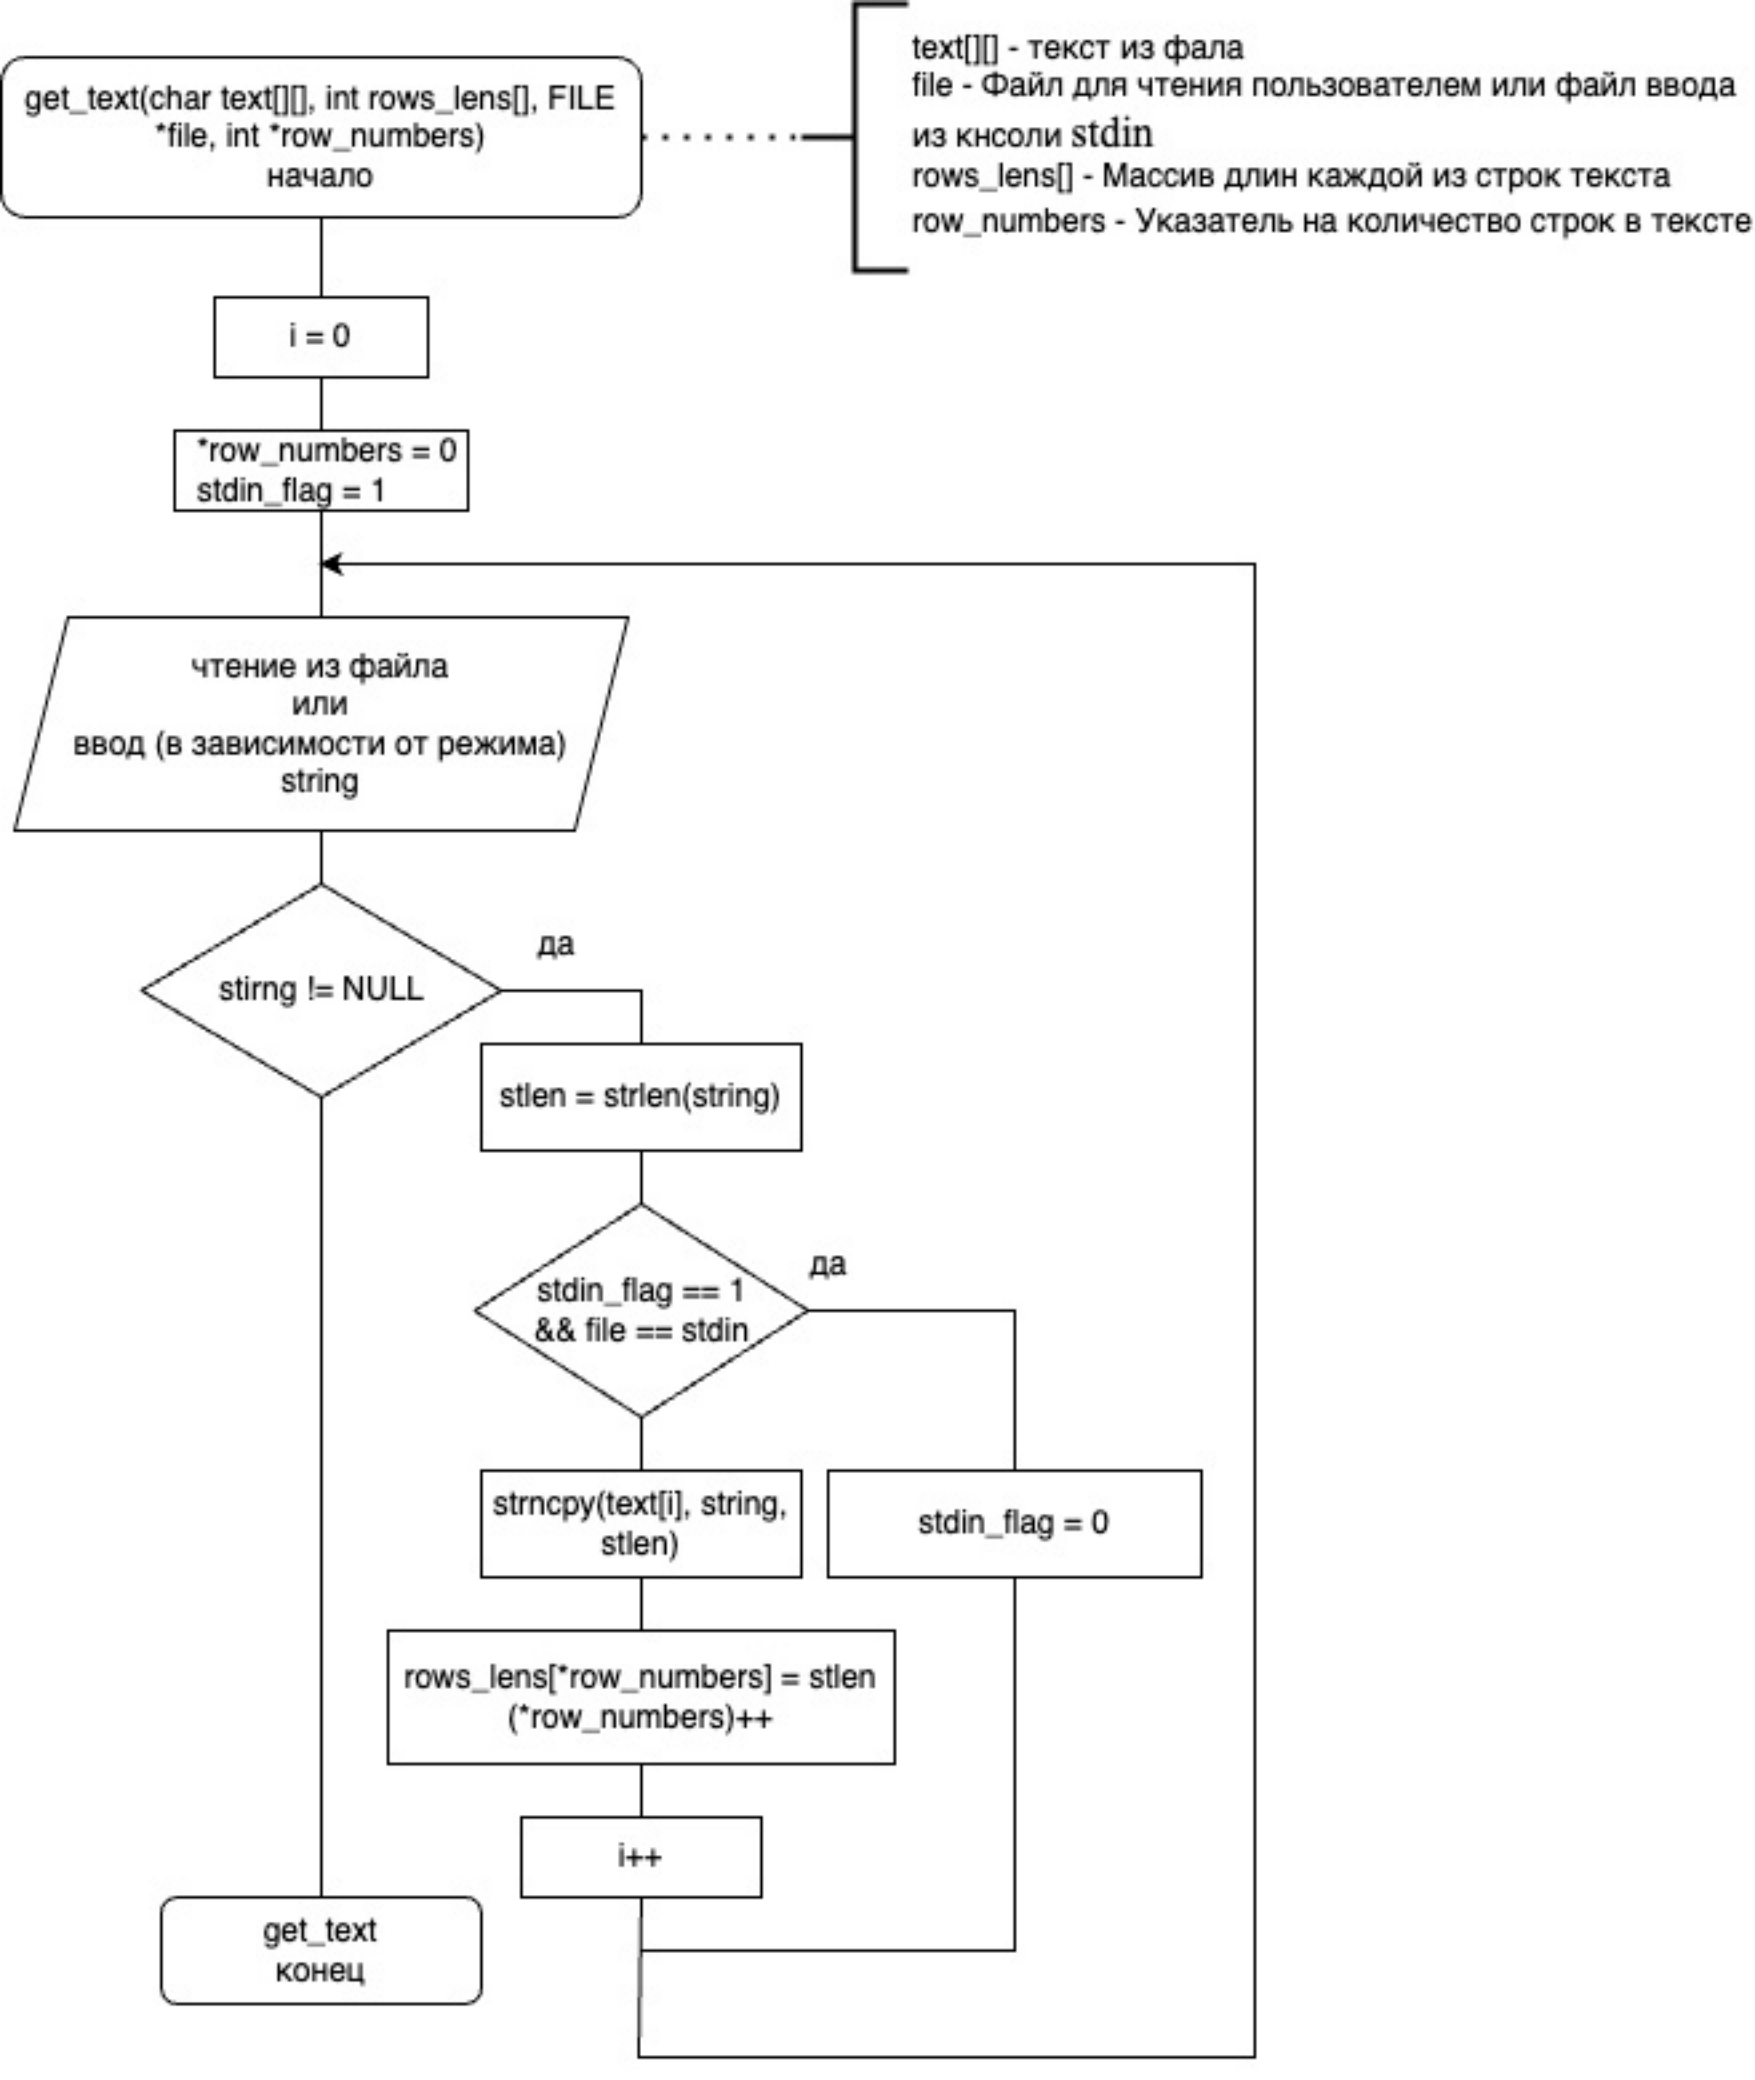 get_text(char text[][], int rows_lens[], FILE
*file, int *row_numbers)
начало
text[][] - текст из фала
file - Файл для чтения пользователем или файл ввода
из кнсоли stdin
rows_lens[] - Массив длин каждой из строк текста
row_numbers - Указатель на количество строк в тексте
i = 0
*row_numbers = 0
stdin_flag = 1
чтение из файла
или
ввод (в зависимости от режима)
string
stirng != NULL
да
stlen = strlen(string)
stdin_flag == 1
&& file == stdin
да
strncpy(text[i], string,
stlen)
stdin_flag = 0
rows_lens[*row_numbers] = stlen
(*row_numbers)++
i++
get_text
конец